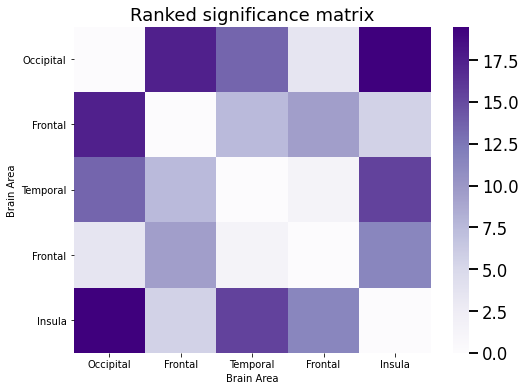 Ranked significance matrix
Brain Area
Occipital
Frontal
Temporal
Frontal
Insula
Occipital Frontal Temporal Frontal Insula
Brain Area
17.5
15.0
12.5
10.0
7.5
5.0
2.5
0.0